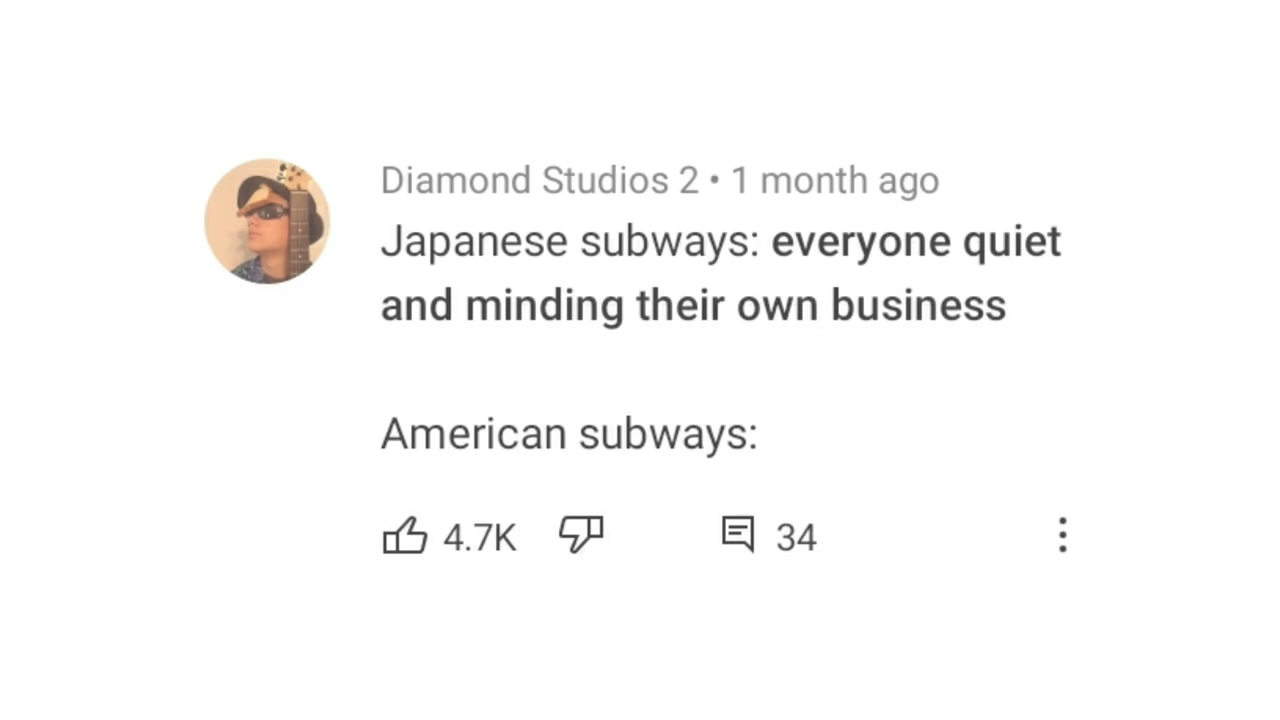 Diamond Studios 2 • 1 month ago
Japanese subways: everyone quiet
and minding their own business
American subways:
4.7K 34